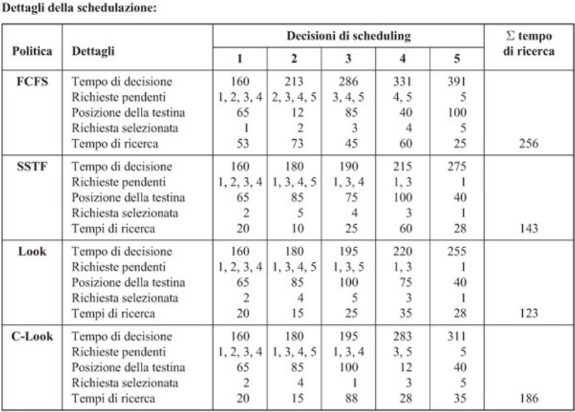 Dettagli della schedulazione:
Politica Dettagli Decisioni di scheduling Σ tempo di ricerca
1 2 3 4 5
FCFS Tempo di decisione 160 213 286 331 391
Richieste pendenti 1, 2, 3, 4 2, 3, 4, 5 3, 4, 5 4, 5 5
Posizione della testina 65 12 85 40 100
Richiesta selezionata 1 2 3 4 5
Tempo di ricerca 53 73 45 60 25 256
SSTF Tempo di decisione 160 180 190 215 275
Richieste pendenti 1, 2, 3, 4 1, 3, 4, 5 1, 3, 4 1, 3 1
Posizione della testina 65 85 75 100 40
Richiesta selezionata 2 5 4 3 1
Tempi di ricerca 20 10 25 60 28 143
Look Tempo di decisione 160 180 195 220 255
Richieste pendenti 1, 2, 3, 4 1, 3, 4, 5 1, 3, 5 1, 3 1
Posizione della testina 65 85 100 75 40
Richiesta selezionata 2 4 5 3 1
Tempi di ricerca 20 15 25 35 28 123
C-Look Tempo di decisione 160 180 195 283 311
Richieste pendenti 1, 2, 3, 4 1, 3, 4, 5 1, 3, 4 3, 5 5
Posizione della testina 65 85 100 12 40
Richiesta selezionata 2 4 1 3 5
Tempi di ricerca 20 15 88 28 35 186